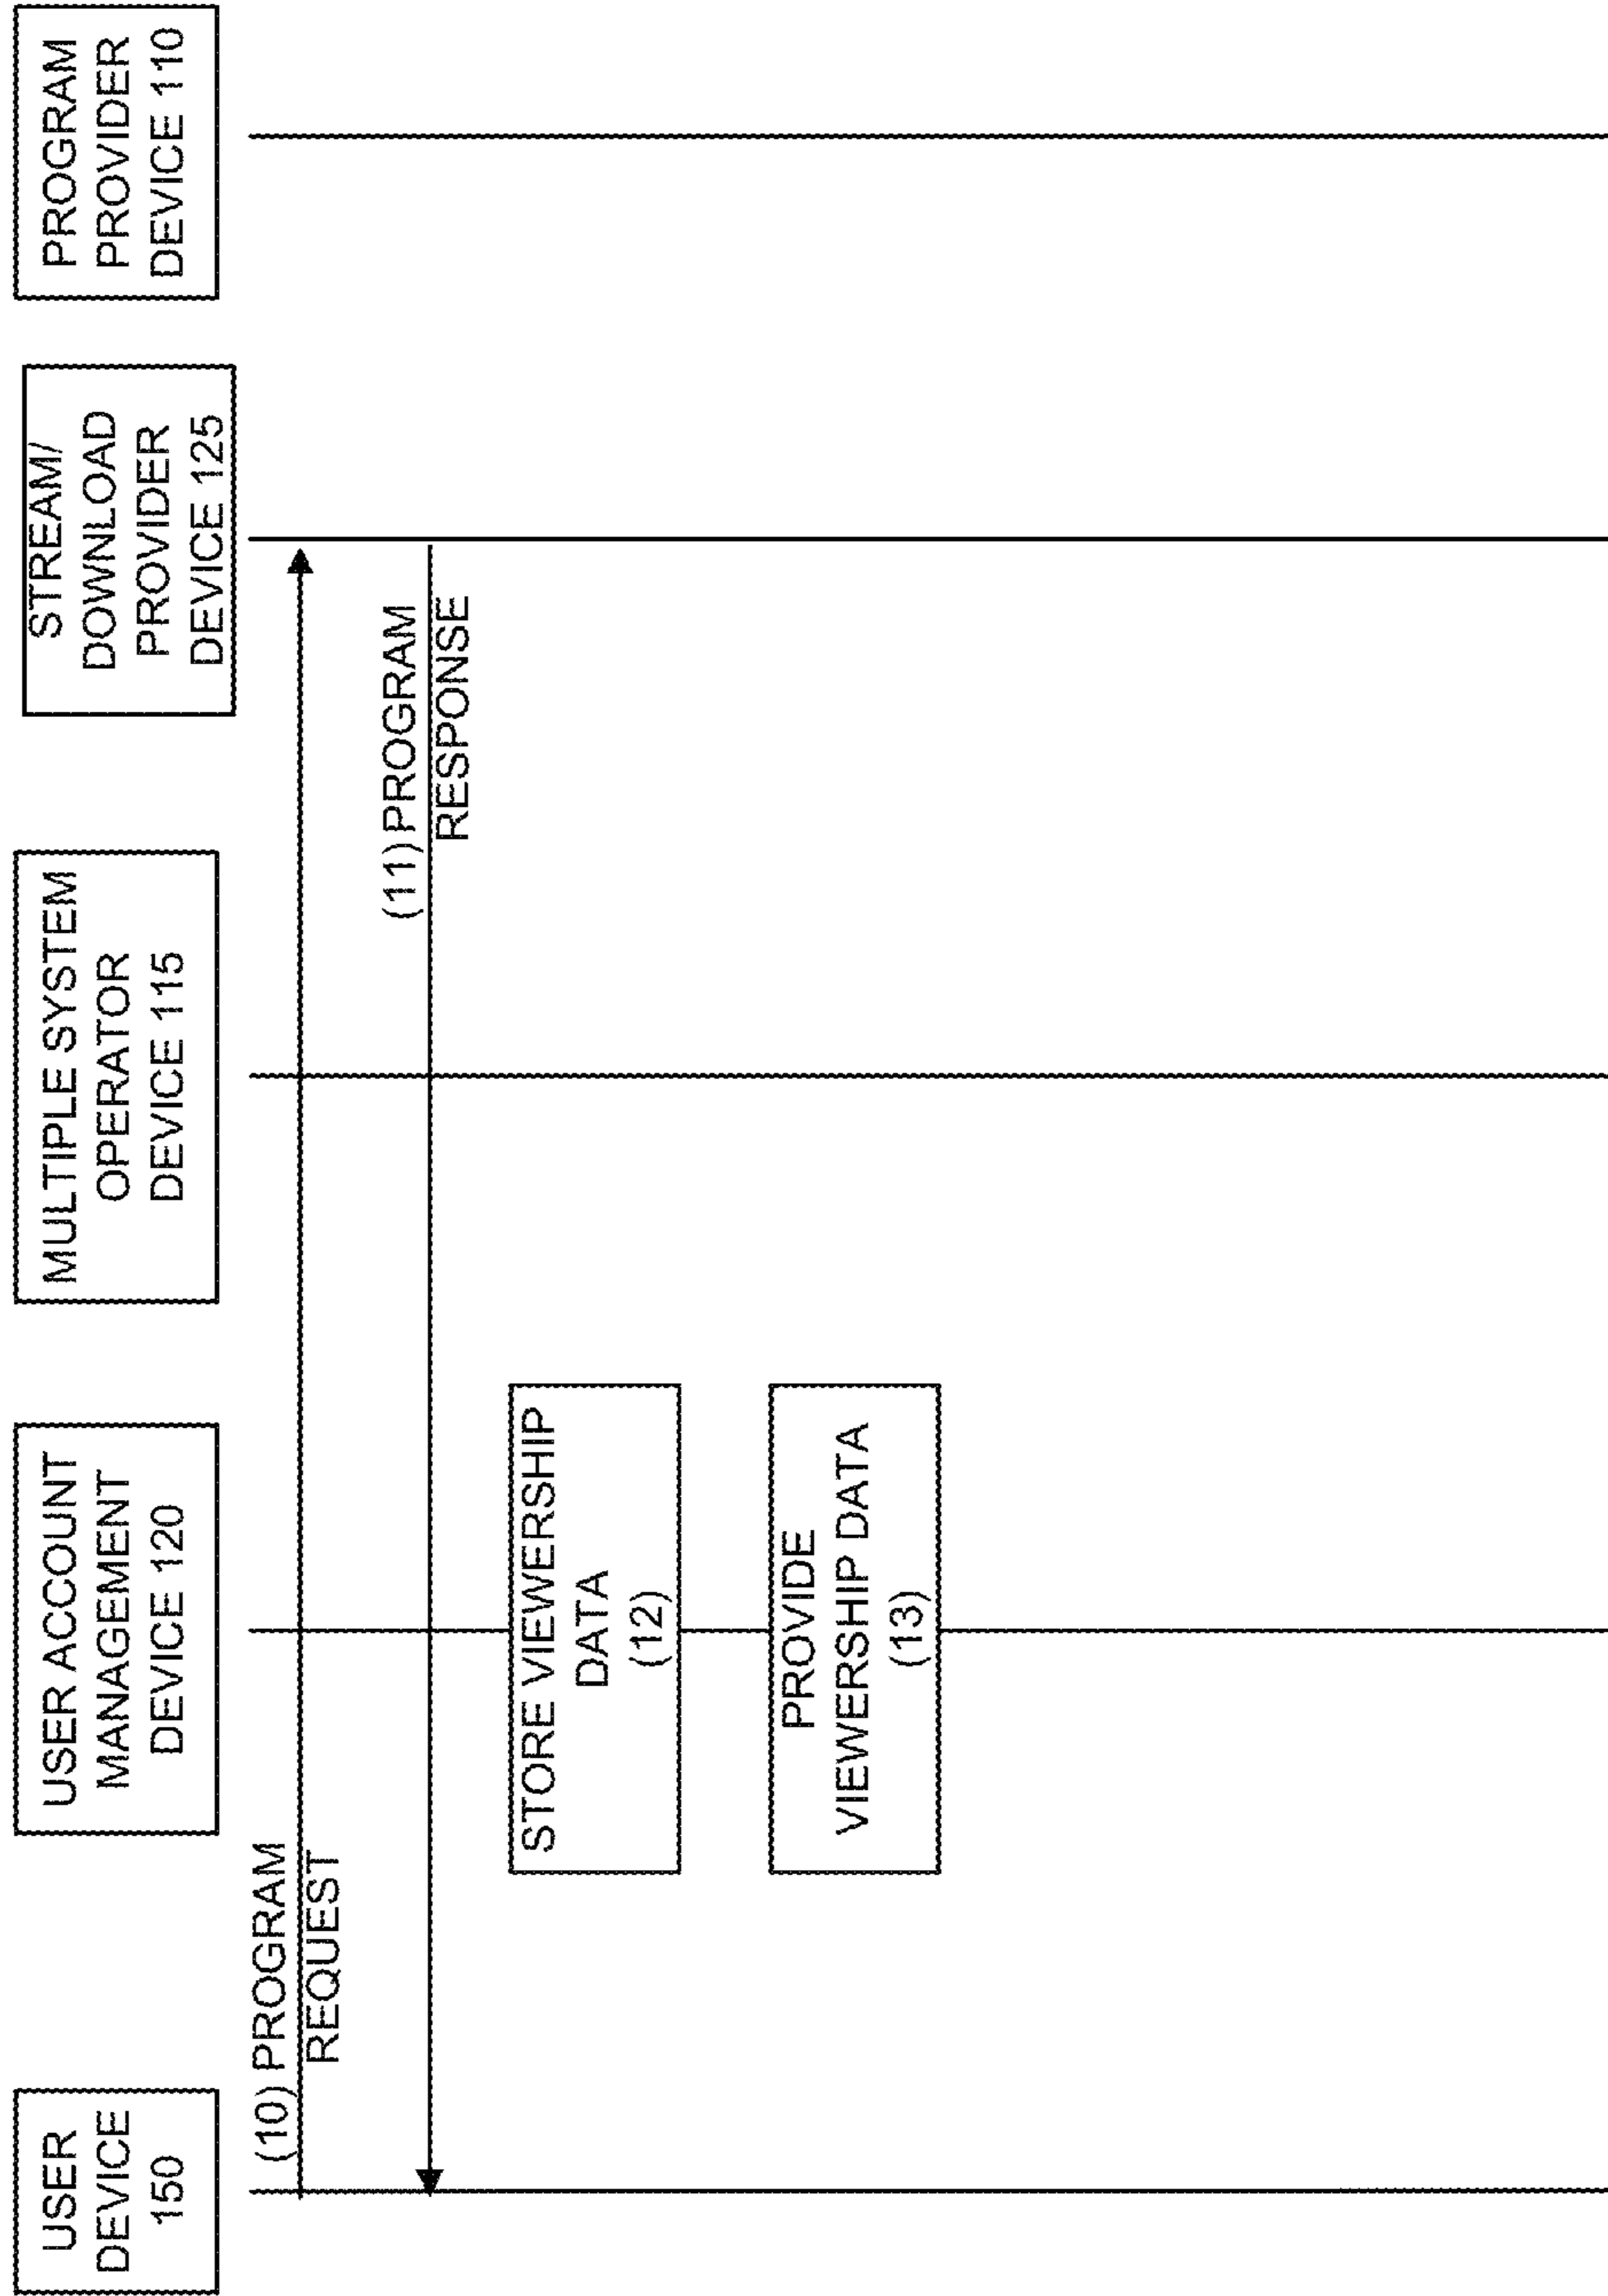 USER
DEVICE
150
USER ACCOUNT
MANAGEMENT
DEVICE 120
MULTIPLE SYSTEM
OPERATOR
DEVICE 115
STREAM/
DOWNLOAD
PROVIDER
DEVICE 125
PROGRAM
PROVIDER
DEVICE 110
(10) PROGRAM
REQUEST
(11) PROGRAM
RESPONSE
STORE VIEWERSHIP
DATA
(12)
PROVIDE
VIEWERSHIP DATA
(13)